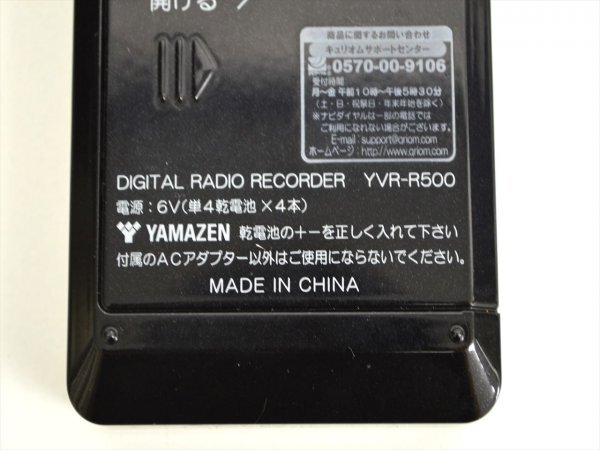 開ける
商品に関するお問い合わせ
キュリオムサポートセンター
0570-00-9106
受付時間
月〜金 午前10時〜午後5時30分
(土・日・祝祭日・年末年始を除く)
※ナビダイヤルは一部の電話では
ご利用になれない場合がございます。
E-mail : support@qriom.com
ホームページ : http://www.qriom.com
DIGITAL RADIO RECORDER YVR-R500
電源:6V(単4乾電池×4本)
YAMAZEN 乾電池の+−を正しく入れて下さい
付属のACアダプター以外はご使用にならないでください。
MADE IN CHINA